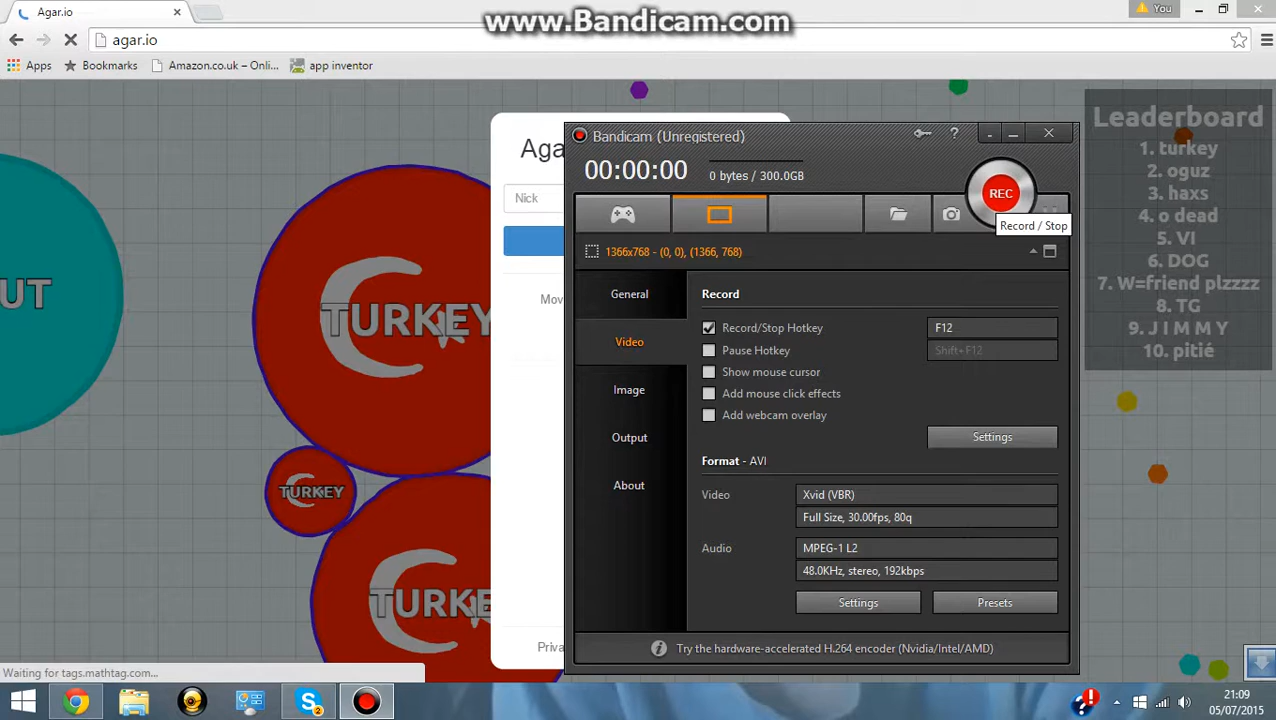 Agar.io
www.Bandicam.com
You
agar.io
Apps
Bookmarks
Amazon.co.uk – Onli...
app inventor
TURKEY
TURKEY
TURKEY
Nick
Priva
Bandicam (Unregistered)
00:00:00
0 bytes / 300.0GB
REC
Record / Stop
1366x768 - (0, 0), (1366, 768)
General
Video
Image
Output
About
Record
Record/Stop Hotkey
F12
Pause Hotkey
Shift+F12
Show mouse cursor
Add mouse click effects
Add webcam overlay
Settings
Format - AVI
Video
Xvid (VBR)
Full Size, 30.00fps, 80q
Audio
MPEG-1 L2
48.0KHz, stereo, 192kbps
Settings
Presets
Try the hardware-accelerated H.264 encoder (Nvidia/Intel/AMD)
Leaderboard
1. turkey
2. oguz
3. haxs
4. o dead
5. VI
6. DOG
7. W=friend plzzzz
8. TG
9. J I M M Y
10. pitié
Waiting for tags.mathtag.com...
2
21:09
05/07/2015